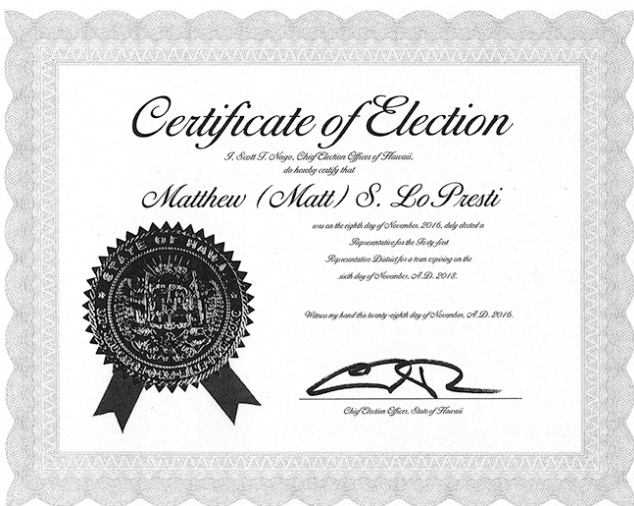 Certificate of Election
I, Scott T. Nago, Chief Election Officer of Hawaii,
do hereby certify that
Matthew (Matt) S. LoPresti
was on the eighth day of November, 2016, duly elected a
Representative for the Forty-first
Representative District for a term expiring on the
sixth day of November, A.D. 2018.
Witness my hand this twenty-eighth day of November, A.D. 2016.
STATE OF HAWAII
Chief Election Officer, State of Hawaii